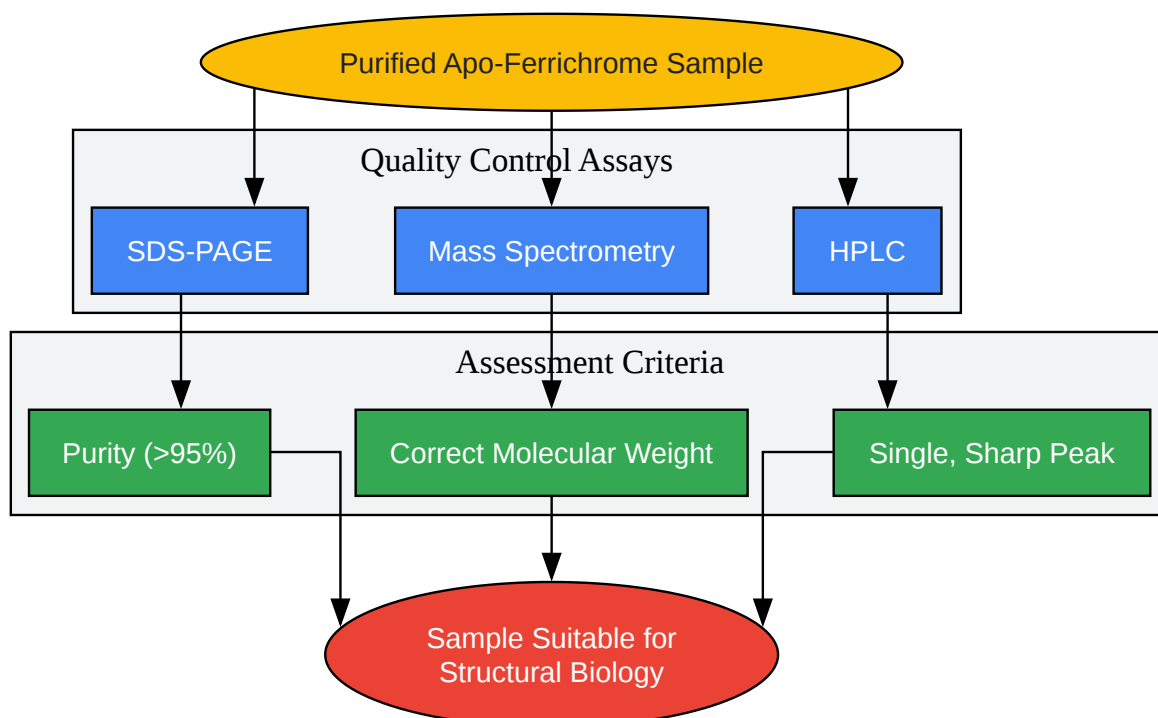 Purified Apo-Ferrichrome Sample
Quality Control Assays
SDS-PAGE
Mass Spectrometry
HPLC
Assessment Criteria
Purity (>95%)
Correct Molecular Weight
Single, Sharp Peak
Sample Suitable for
Structural Biology